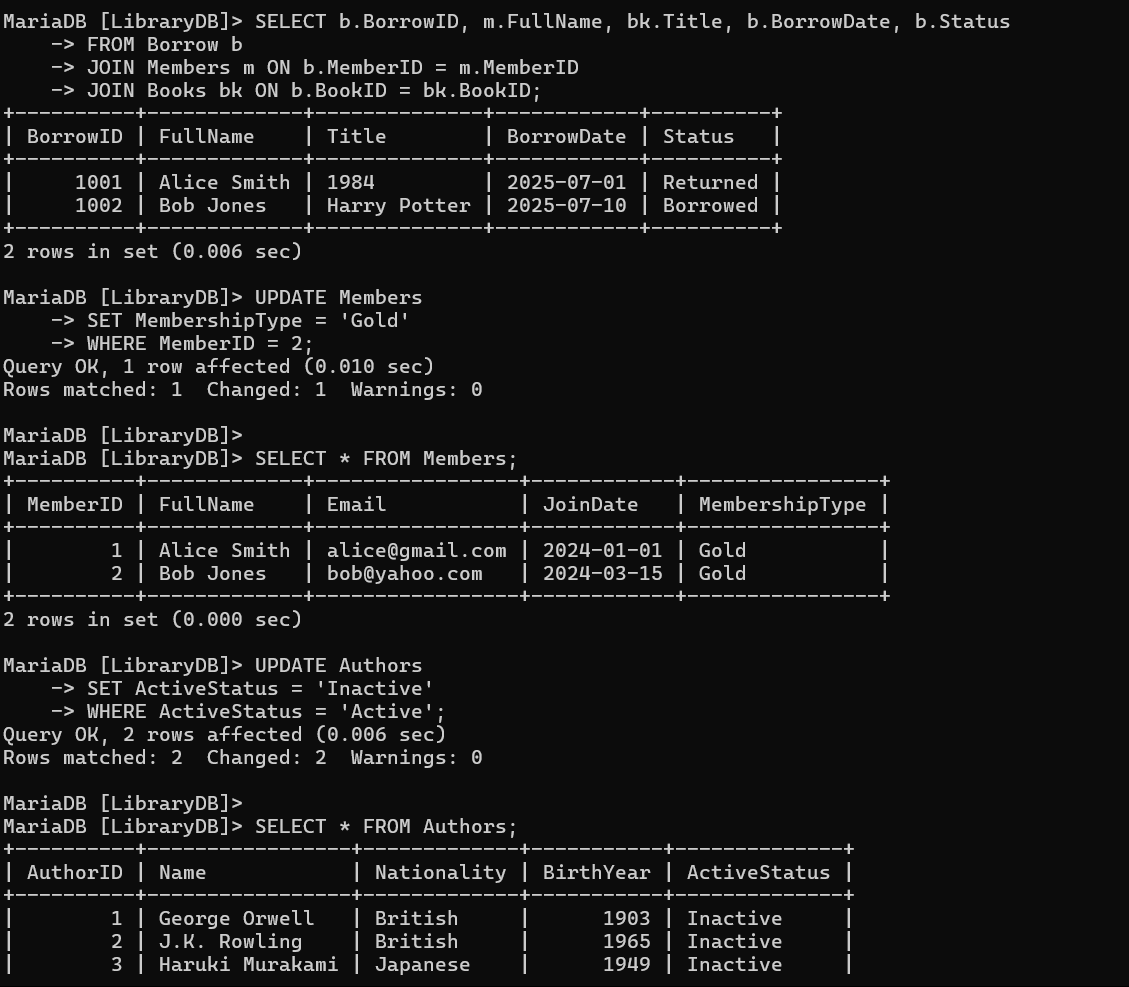 MariaDB [LibraryDB]> SELECT b.BorrowID, m.FullName, bk.Title, b.BorrowDate, b.Status
    -> FROM Borrow b
    -> JOIN Members m ON b.MemberID = m.MemberID
    -> JOIN Books bk ON b.BookID = bk.BookID;
+----------+-------------+--------------+------------+----------+
| BorrowID | FullName    | Title        | BorrowDate | Status   |
+----------+-------------+--------------+------------+----------+
|     1001 | Alice Smith | 1984         | 2025-07-01 | Returned |
|     1002 | Bob Jones   | Harry Potter | 2025-07-10 | Borrowed |
+----------+-------------+--------------+------------+----------+
2 rows in set (0.006 sec)

MariaDB [LibraryDB]> UPDATE Members
    -> SET MembershipType = 'Gold'
    -> WHERE MemberID = 2;
Query OK, 1 row affected (0.010 sec)
Rows matched: 1  Changed: 1  Warnings: 0

MariaDB [LibraryDB]>
MariaDB [LibraryDB]> SELECT * FROM Members;
+----------+-------------+-----------------+------------+----------------+
| MemberID | FullName    | Email           | JoinDate   | MembershipType |
+----------+-------------+-----------------+------------+----------------+
|        1 | Alice Smith | alice@gmail.com | 2024-01-01 | Gold           |
|        2 | Bob Jones   | bob@yahoo.com   | 2024-03-15 | Gold           |
+----------+-------------+-----------------+------------+----------------+
2 rows in set (0.000 sec)

MariaDB [LibraryDB]> UPDATE Authors
    -> SET ActiveStatus = 'Inactive'
    -> WHERE ActiveStatus = 'Active';
Query OK, 2 rows affected (0.006 sec)
Rows matched: 2  Changed: 2  Warnings: 0

MariaDB [LibraryDB]>
MariaDB [LibraryDB]> SELECT * FROM Authors;
+----------+-----------------+-------------+-----------+--------------+
| AuthorID | Name            | Nationality | BirthYear | ActiveStatus |
+----------+-----------------+-------------+-----------+--------------+
|        1 | George Orwell   | British     |      1903 | Inactive     |
|        2 | J.K. Rowling    | British     |      1965 | Inactive     |
|        3 | Haruki Murakami | Japanese    |      1949 | Inactive     |